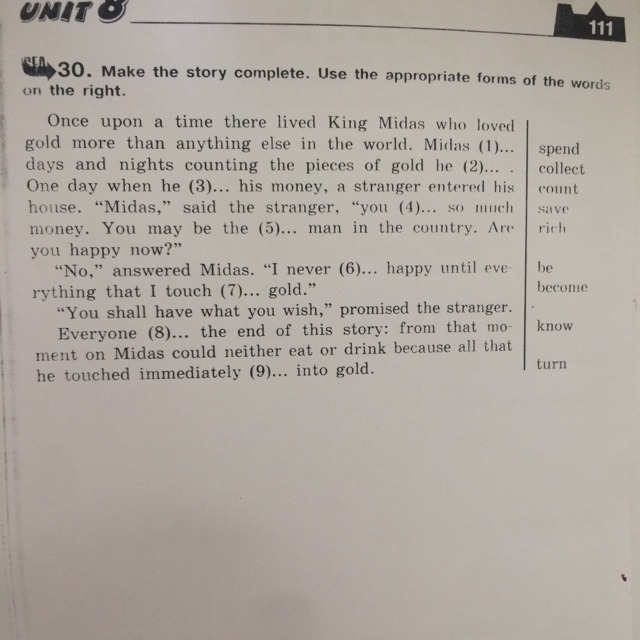 UNIT 8
111
30. Make the story complete. Use the appropriate forms of the words
on the right.
Once upon a time there lived King Midas who loved
gold more than anything else in the world. Midas (1)... spend
days and nights counting the pieces of gold he (2)... . collect
One day when he (3)... his money, a stranger entered his count
house. “Midas,” said the stranger, “you (4)... so much save
money. You may be the (5)... man in the country. Are rich
you happy now?”
“No,” answered Midas. “I never (6)... happy until eve- be
rything that I touch (7)... gold.” become
“You shall have what you wish,” promised the stranger.
Everyone (8)... the end of this story: from that mo- know
ment on Midas could neither eat or drink because all that
he touched immediately (9)... into gold. turn